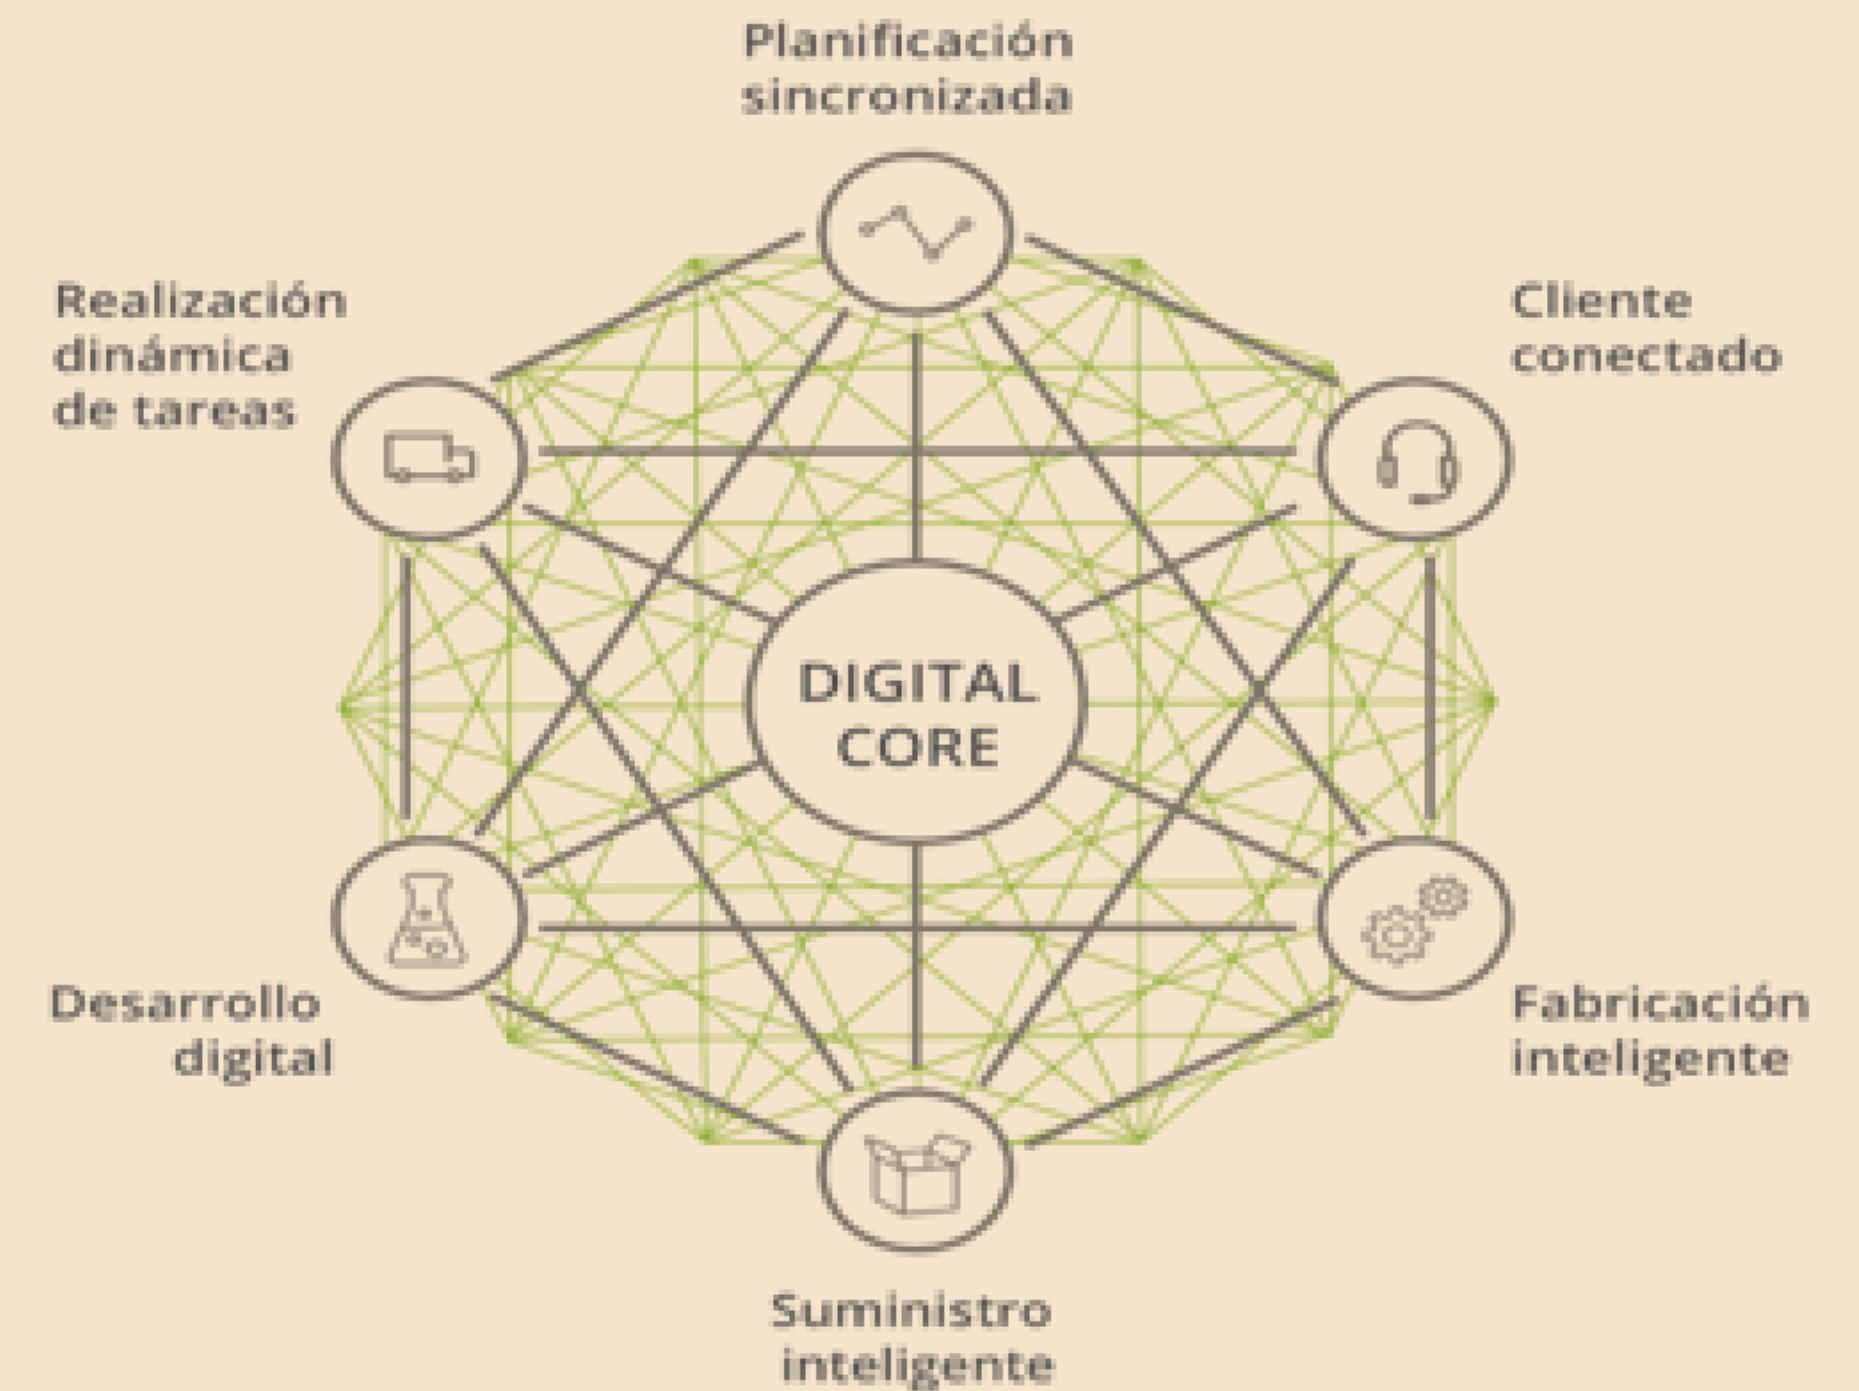 Planificación
sincronizada
Realización
dinámica
de tareas
Cliente
conectado
DIGITAL
CORE
Desarrollo
digital
Fabricación
inteligente
Suministro
inteligente